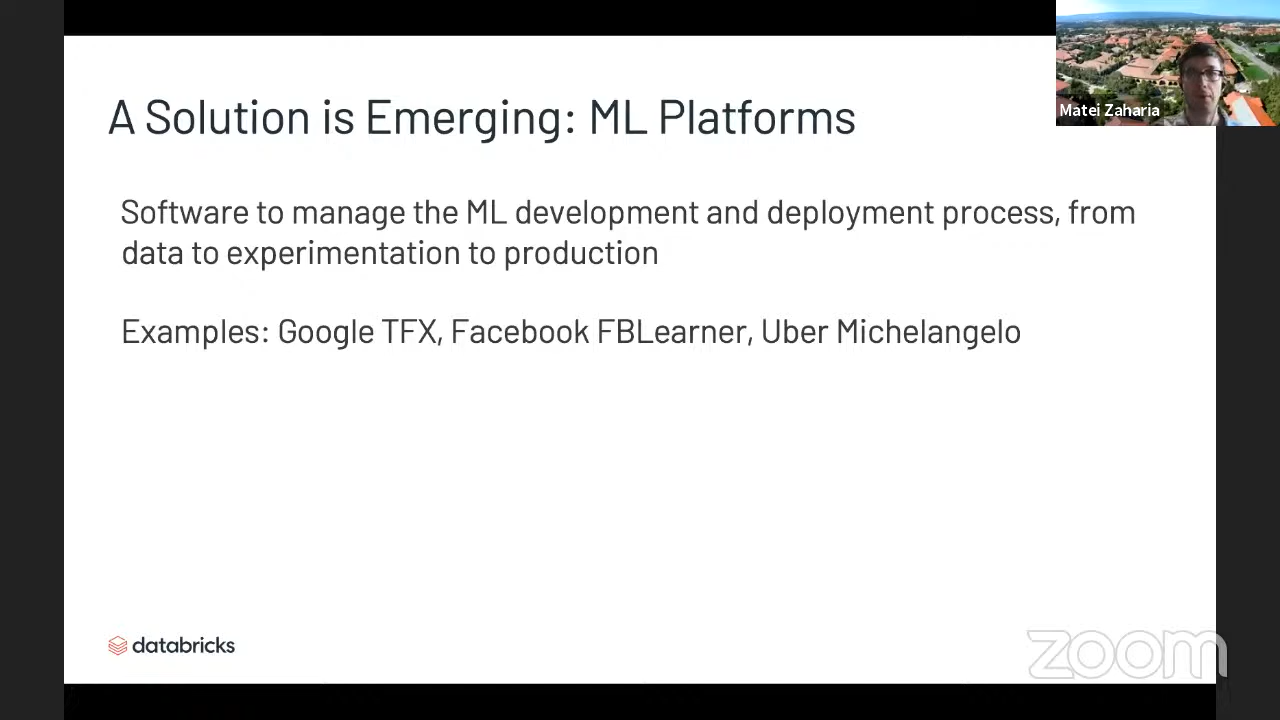 A Solution is Emerging: ML Platforms
Matei Zaharia
Software to manage the ML development and deployment process, from
data to experimentation to production
Examples: Google TFX, Facebook FBLearner, Uber Michelangelo
databricks
zoom